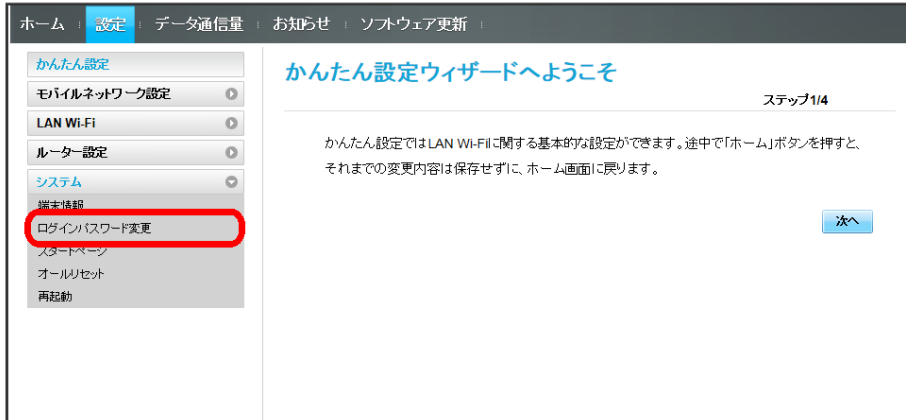 ホーム 設定 データ通信量 お知らせ ソフトウェア更新
かんたん設定
モバイルネットワーク設定
LAN Wi-Fi
ルーター設定
システム
端末情報
ログインパスワード変更
スタートページ
オールリセット
再起動
かんたん設定ウィザードへようこそ
ステップ1/4
かんたん設定ではLAN Wi-Fiに関する基本的な設定ができます。途中で「ホーム」ボタンを押すと、
それまでの変更内容は保存せずに、ホーム画面に戻ります。
次へ